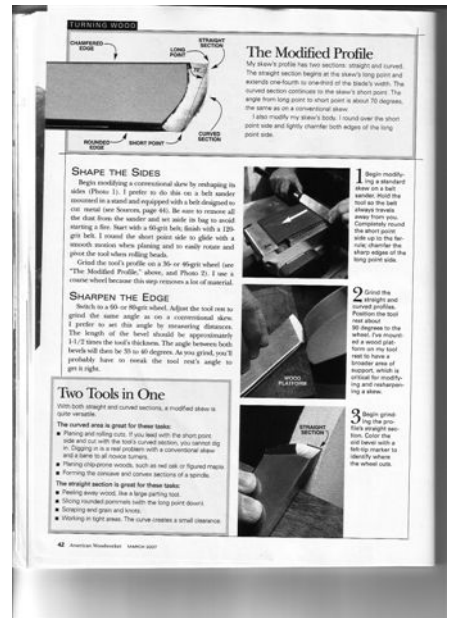 TURNING WOOD
CHAMFERED
EDGE
LONG
POINT
STRAIGHT
SECTION
ROUNDED
EDGE
SHORT POINT
CURVED
SECTION
The Modified Profile
My skew's profile has two sections: straight and curved.
The straight section begins at the skew's long point and
extends one-fourth to one-third of the blade's width. The
curved section continues to the skew's short point. The
angle from long point to short point is about 70 degrees,
the same as on a conventional skew.
I also modify my skew's body. I round over the short
point side and lightly chamfer both edges of the long
point side.
SHAPE THE SIDES
Begin modifying a conventional skew by reshaping its
sides (Photo 1). I prefer to do this on a belt sander
mounted in a stand and equipped with a belt designed to
cut metal (see Sources, page 44). Be sure to remove all
the dust from the sander and set aside its bag to avoid
starting a fire. Start with a 60-grit belt; finish with a 120-
grit belt. I round the short point side to glide with a
smooth motion when planing and to easily rotate and
pivot the tool when rolling beads.
Grind the tool's profile on a 36- or 46-grit wheel (see
"The Modified Profile," above, and Photo 2). I use a
coarse wheel because this step removes a lot of material.
SHARPEN THE EDGE
Switch to a 60- or 80-grit wheel. Adjust the tool rest to
grind the same angle as on a conventional skew.
I prefer to set this angle by measuring distances.
The length of the bevel should be approximately
1-1/2 times the tool's thickness. The angle between both
bevels will then be 35 to 40 degrees. As you grind, you'll
probably have to tweak the tool rest's angle to
get it right.
Two Tools in One
With both straight and curved sections, a modified skew is
quite versatile.
The curved area is great for these tasks:
■ Planing and rolling cuts. If you lead with the short point
side and cut with the tool's curved section, you cannot dig
in. Digging in is a real problem with a conventional skew
and a bane to all novice turners.
■ Planing chip-prone woods, such as red oak or figured maple.
■ Forming the concave and convex sections of a spindle.
The straight section is great for these tasks:
■ Peeling away wood, like a large parting tool.
■ Slicing rounded pommels (with the long point down).
■ Scraping end grain and knots.
■ Working in tight areas. The curve creates a small clearance.
1 Begin modify-
ing a standard
skew on a belt
sander. Hold the
tool so the belt
always travels
away from you.
Completely round
the short point
side up to the fer-
rule; chamfer the
sharp edges of the
long point side.
WOOD
PLATFORM
2 Grind the
straight and
curved profiles.
Position the tool
rest about
90 degrees to the
wheel. I've mount-
ed a wood plat-
form on my tool
rest to have a
broader area of
support, which is
critical for modify-
ing and resharpen-
ing a skew.
STRAIGHT
SECTION
3 Begin grind-
ing the pro-
file's straight sec-
tion. Color the
old bevel with a
felt-tip marker to
identify where
the wheel cuts.
42 American Woodworker MARCH 2007